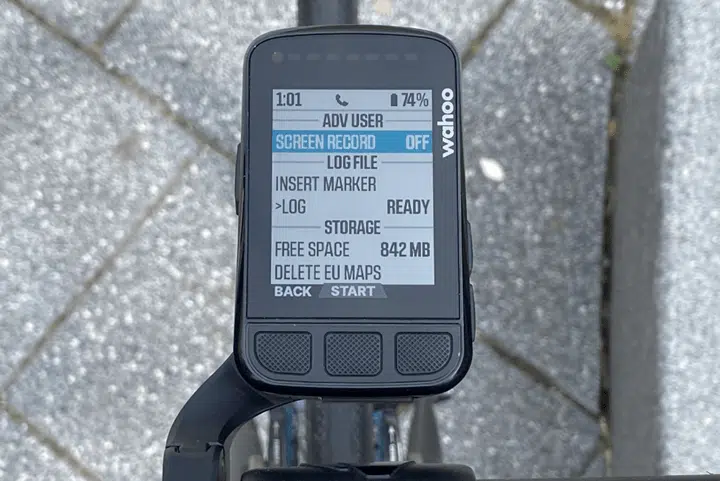 1:01 74%
ADV USER
SCREEN RECORD OFF
LOG FILE
INSERT MARKER
>LOG READY
STORAGE
FREE SPACE 842 MB
DELETE EU MAPS
BACK START
wahoo